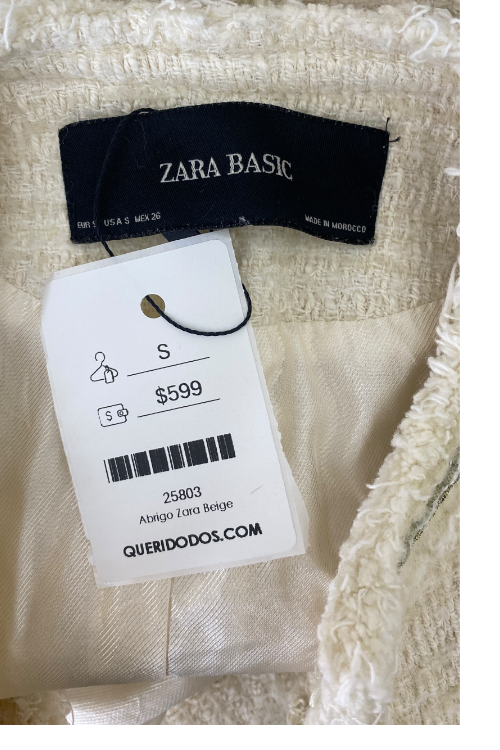 ZARA BASIC
EUR S USA S MEX 26
MADE IN MOROCCO
S
$599
$
25803
Abrigo Zara Beige
QUERIDODOS.COM